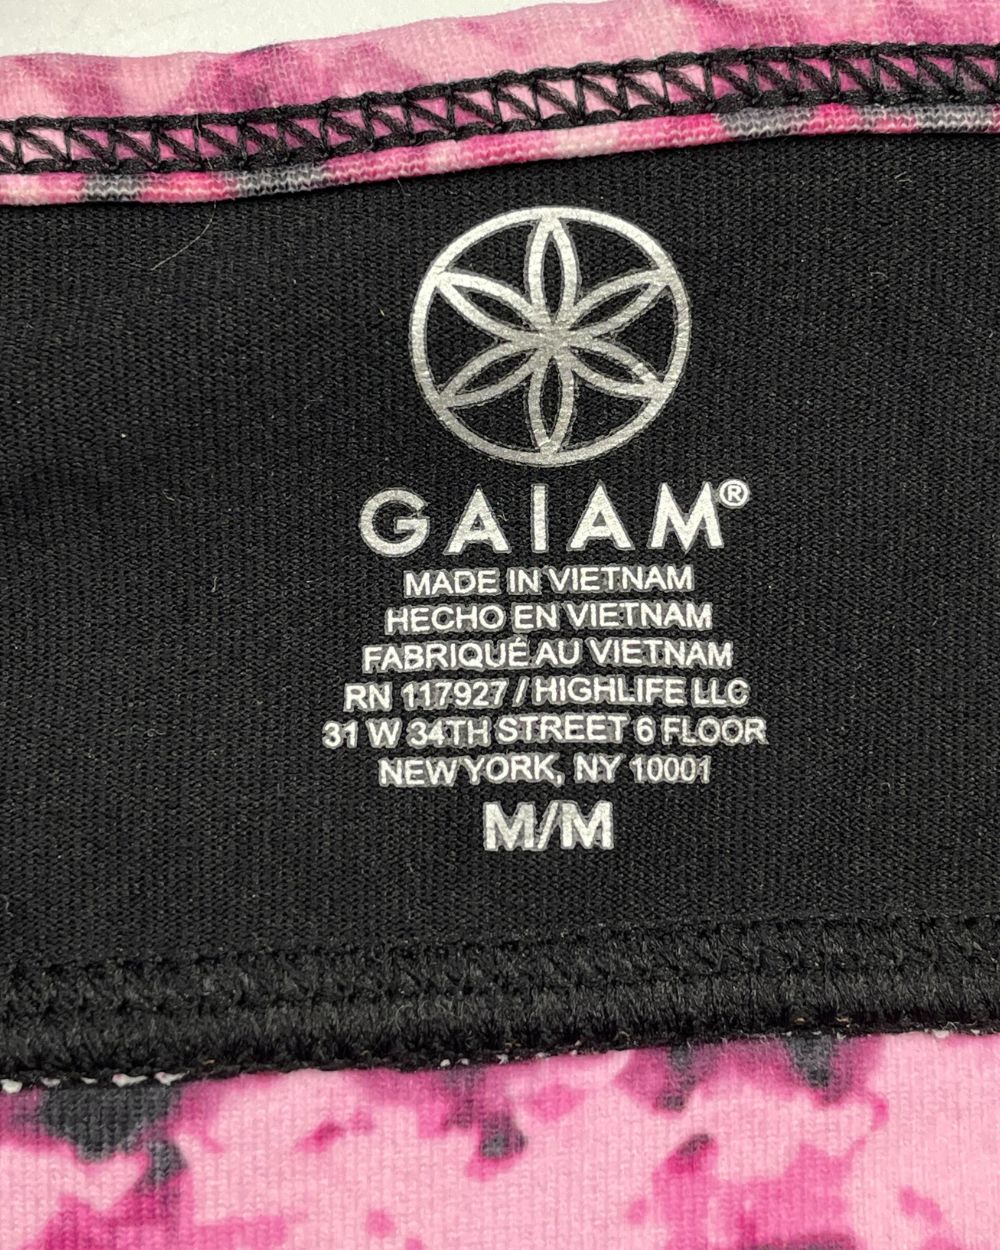 GAIAM®
MADE IN VIETNAM
HECHO EN VIETNAM
FABRIQUÉ AU VIETNAM
RN 117927 / HIGHLIFE LLC
31 W 34TH STREET 6 FLOOR
NEW YORK, NY 10001
M/M